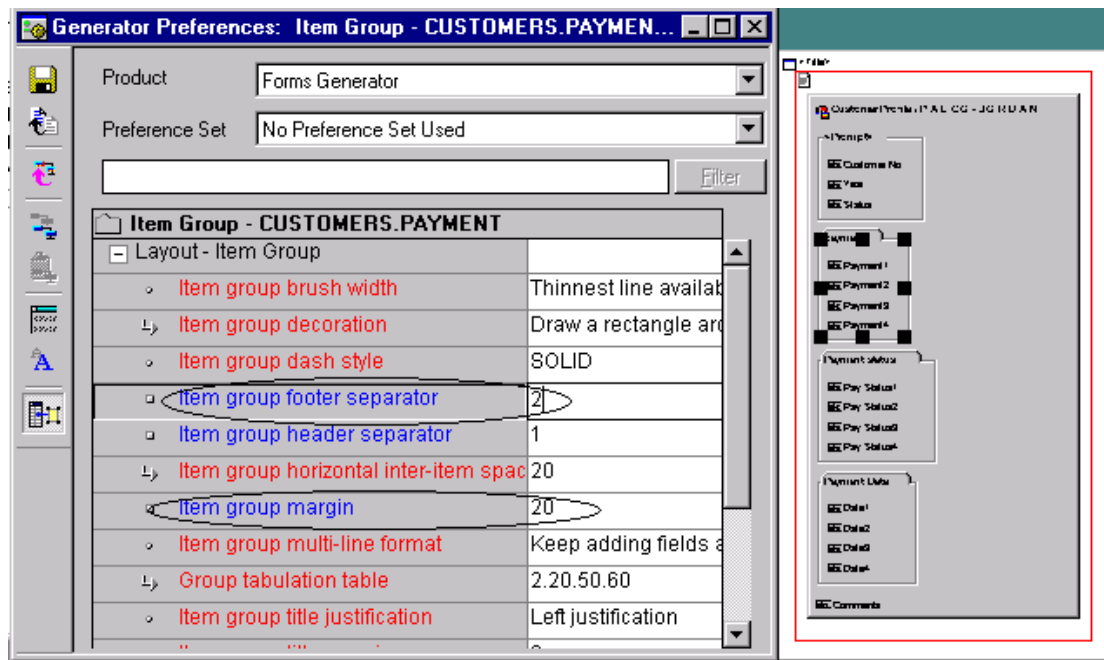 Generator Preferences: Item Group - CUSTOMERS.PAYMEN...
Product
Forms Generator
Preference Set
No Preference Set Used
Filter
Item Group - CUSTOMERS.PAYMENT
Layout - Item Group
Item group brush width
Thinnest line availab
Item group decoration
Draw a rectangle arc
Item group dash style
SOLID
Item group footer separator
2
Item group header separator
1
Item group horizontal inter-item spac
20
Item group margin
20
Item group multi-line format
Keep adding fields a
Group tabulation table
2.20.50.60
Item group title justification
Left justification
Customer No
Year
Status
Payment1
Payment2
Payment3
Payment4
Payment status
Pay Status1
Pay Status2
Pay Status3
Pay Status4
Payment Date
Date1
Date2
Date3
Date4
Comments